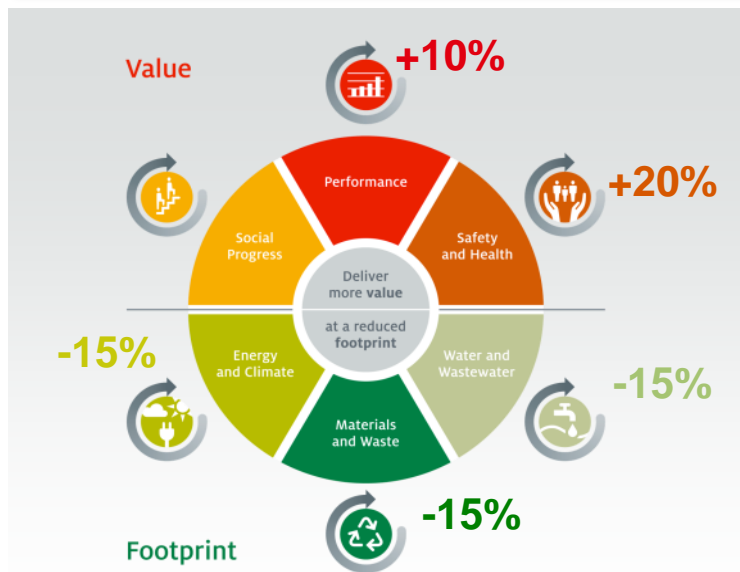 Value
+10%
Performance
+20%
Social
Progress
Safety
and Health
Deliver
more value
at a reduced
footprint
-15%
Energy
and Climate
Water and
Wastewater
-15%
Materials
and Waste
-15%
Footprint